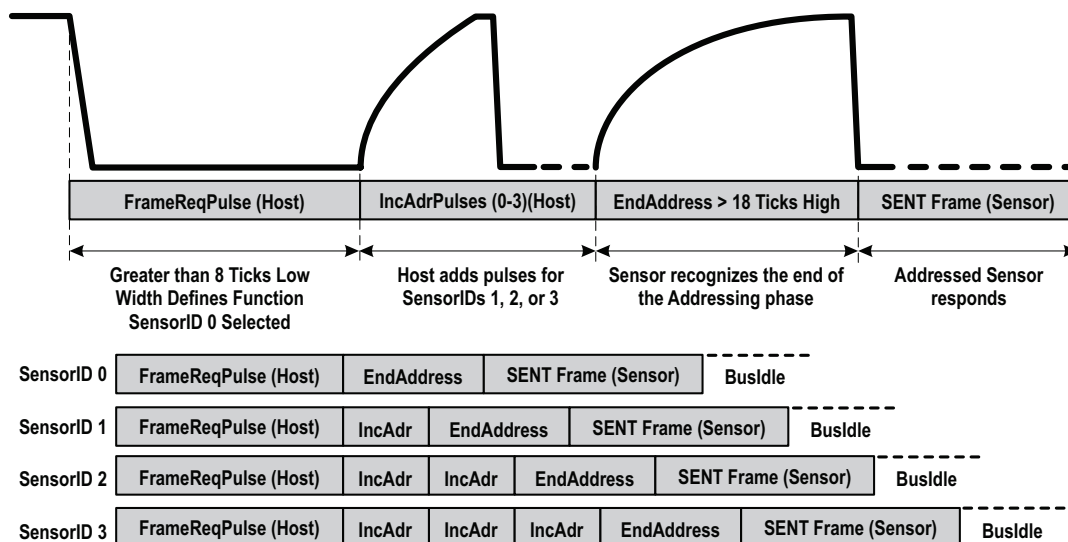 FrameReqPulse (Host)
IncAdrPulses (0-3)(Host)
EndAddress > 18 Ticks High
SENT Frame (Sensor)
Greater than 8 Ticks Low
Width Defines Function
SensorID 0 Selected
Host adds pulses for
SensorIDs 1, 2, or 3
Sensor recognizes the end of
the Addressing phase
Addressed Sensor
responds
SensorID 0
FrameReqPulse (Host)
EndAddress
SENT Frame (Sensor)
BusIdle
SensorID 1
FrameReqPulse (Host)
IncAdr
EndAddress
SENT Frame (Sensor)
BusIdle
SensorID 2
FrameReqPulse (Host)
IncAdr
IncAdr
EndAddress
SENT Frame (Sensor)
BusIdle
SensorID 3
FrameReqPulse (Host)
IncAdr
IncAdr
IncAdr
EndAddress
SENT Frame (Sensor)
BusIdle